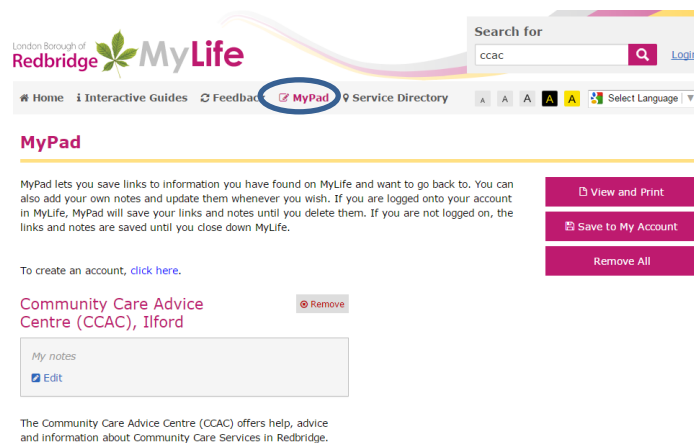 London Borough of
Redbridge
MyLife
Search for
ccac
Login
Home i Interactive Guides Feedback MyPad Service Directory
A A A A A Select Language ▼
MyPad
MyPad lets you save links to information you have found on MyLife and want to go back to. You can
also add your own notes and update them whenever you wish. If you are logged onto your account
in MyLife, MyPad will save your links and notes until you delete them. If you are not logged on, the
links and notes are saved until you close down MyLife.
View and Print
Save to My Account
Remove All
To create an account, click here.
Community Care Advice
Centre (CCAC), Ilford
Remove
My notes
Edit
The Community Care Advice Centre (CCAC) offers help, advice
and information about Community Care Services in Redbridge.